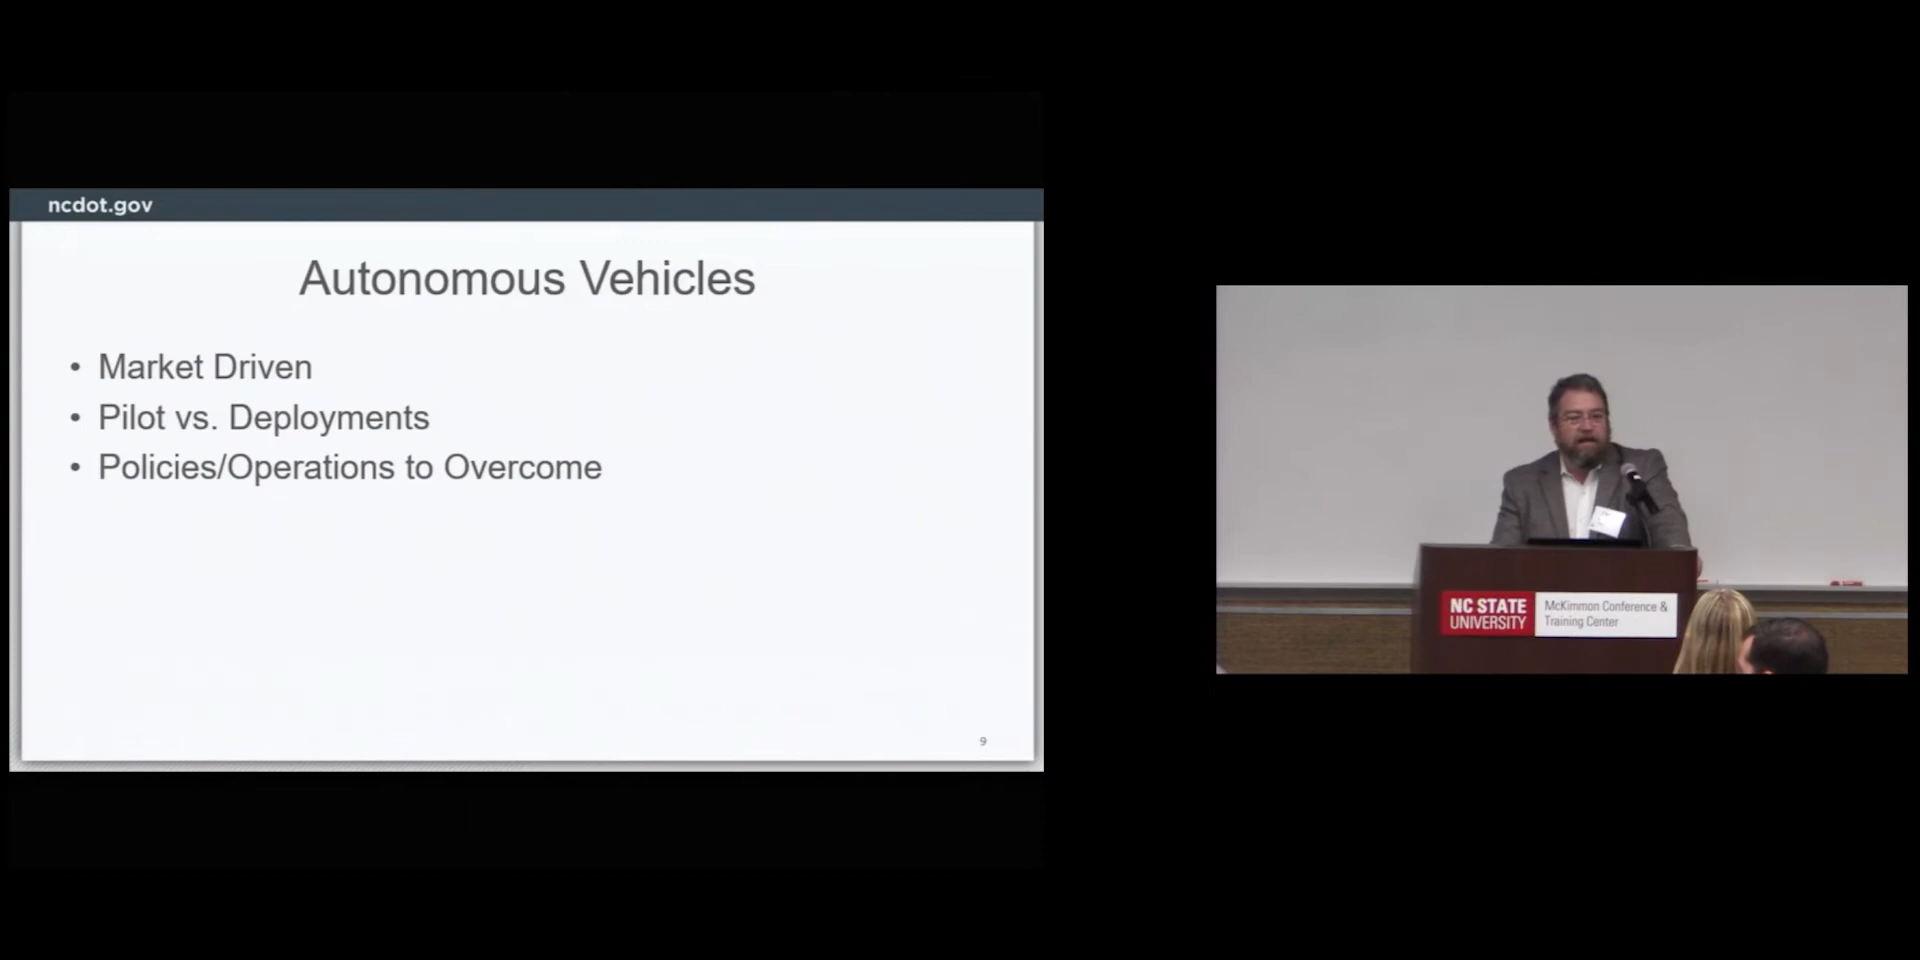 ncdot.gov
Autonomous Vehicles
• Market Driven
• Pilot vs. Deployments
• Policies/Operations to Overcome
9
NC STATE
UNIVERSITY
McKimmon Conference &
Training Center